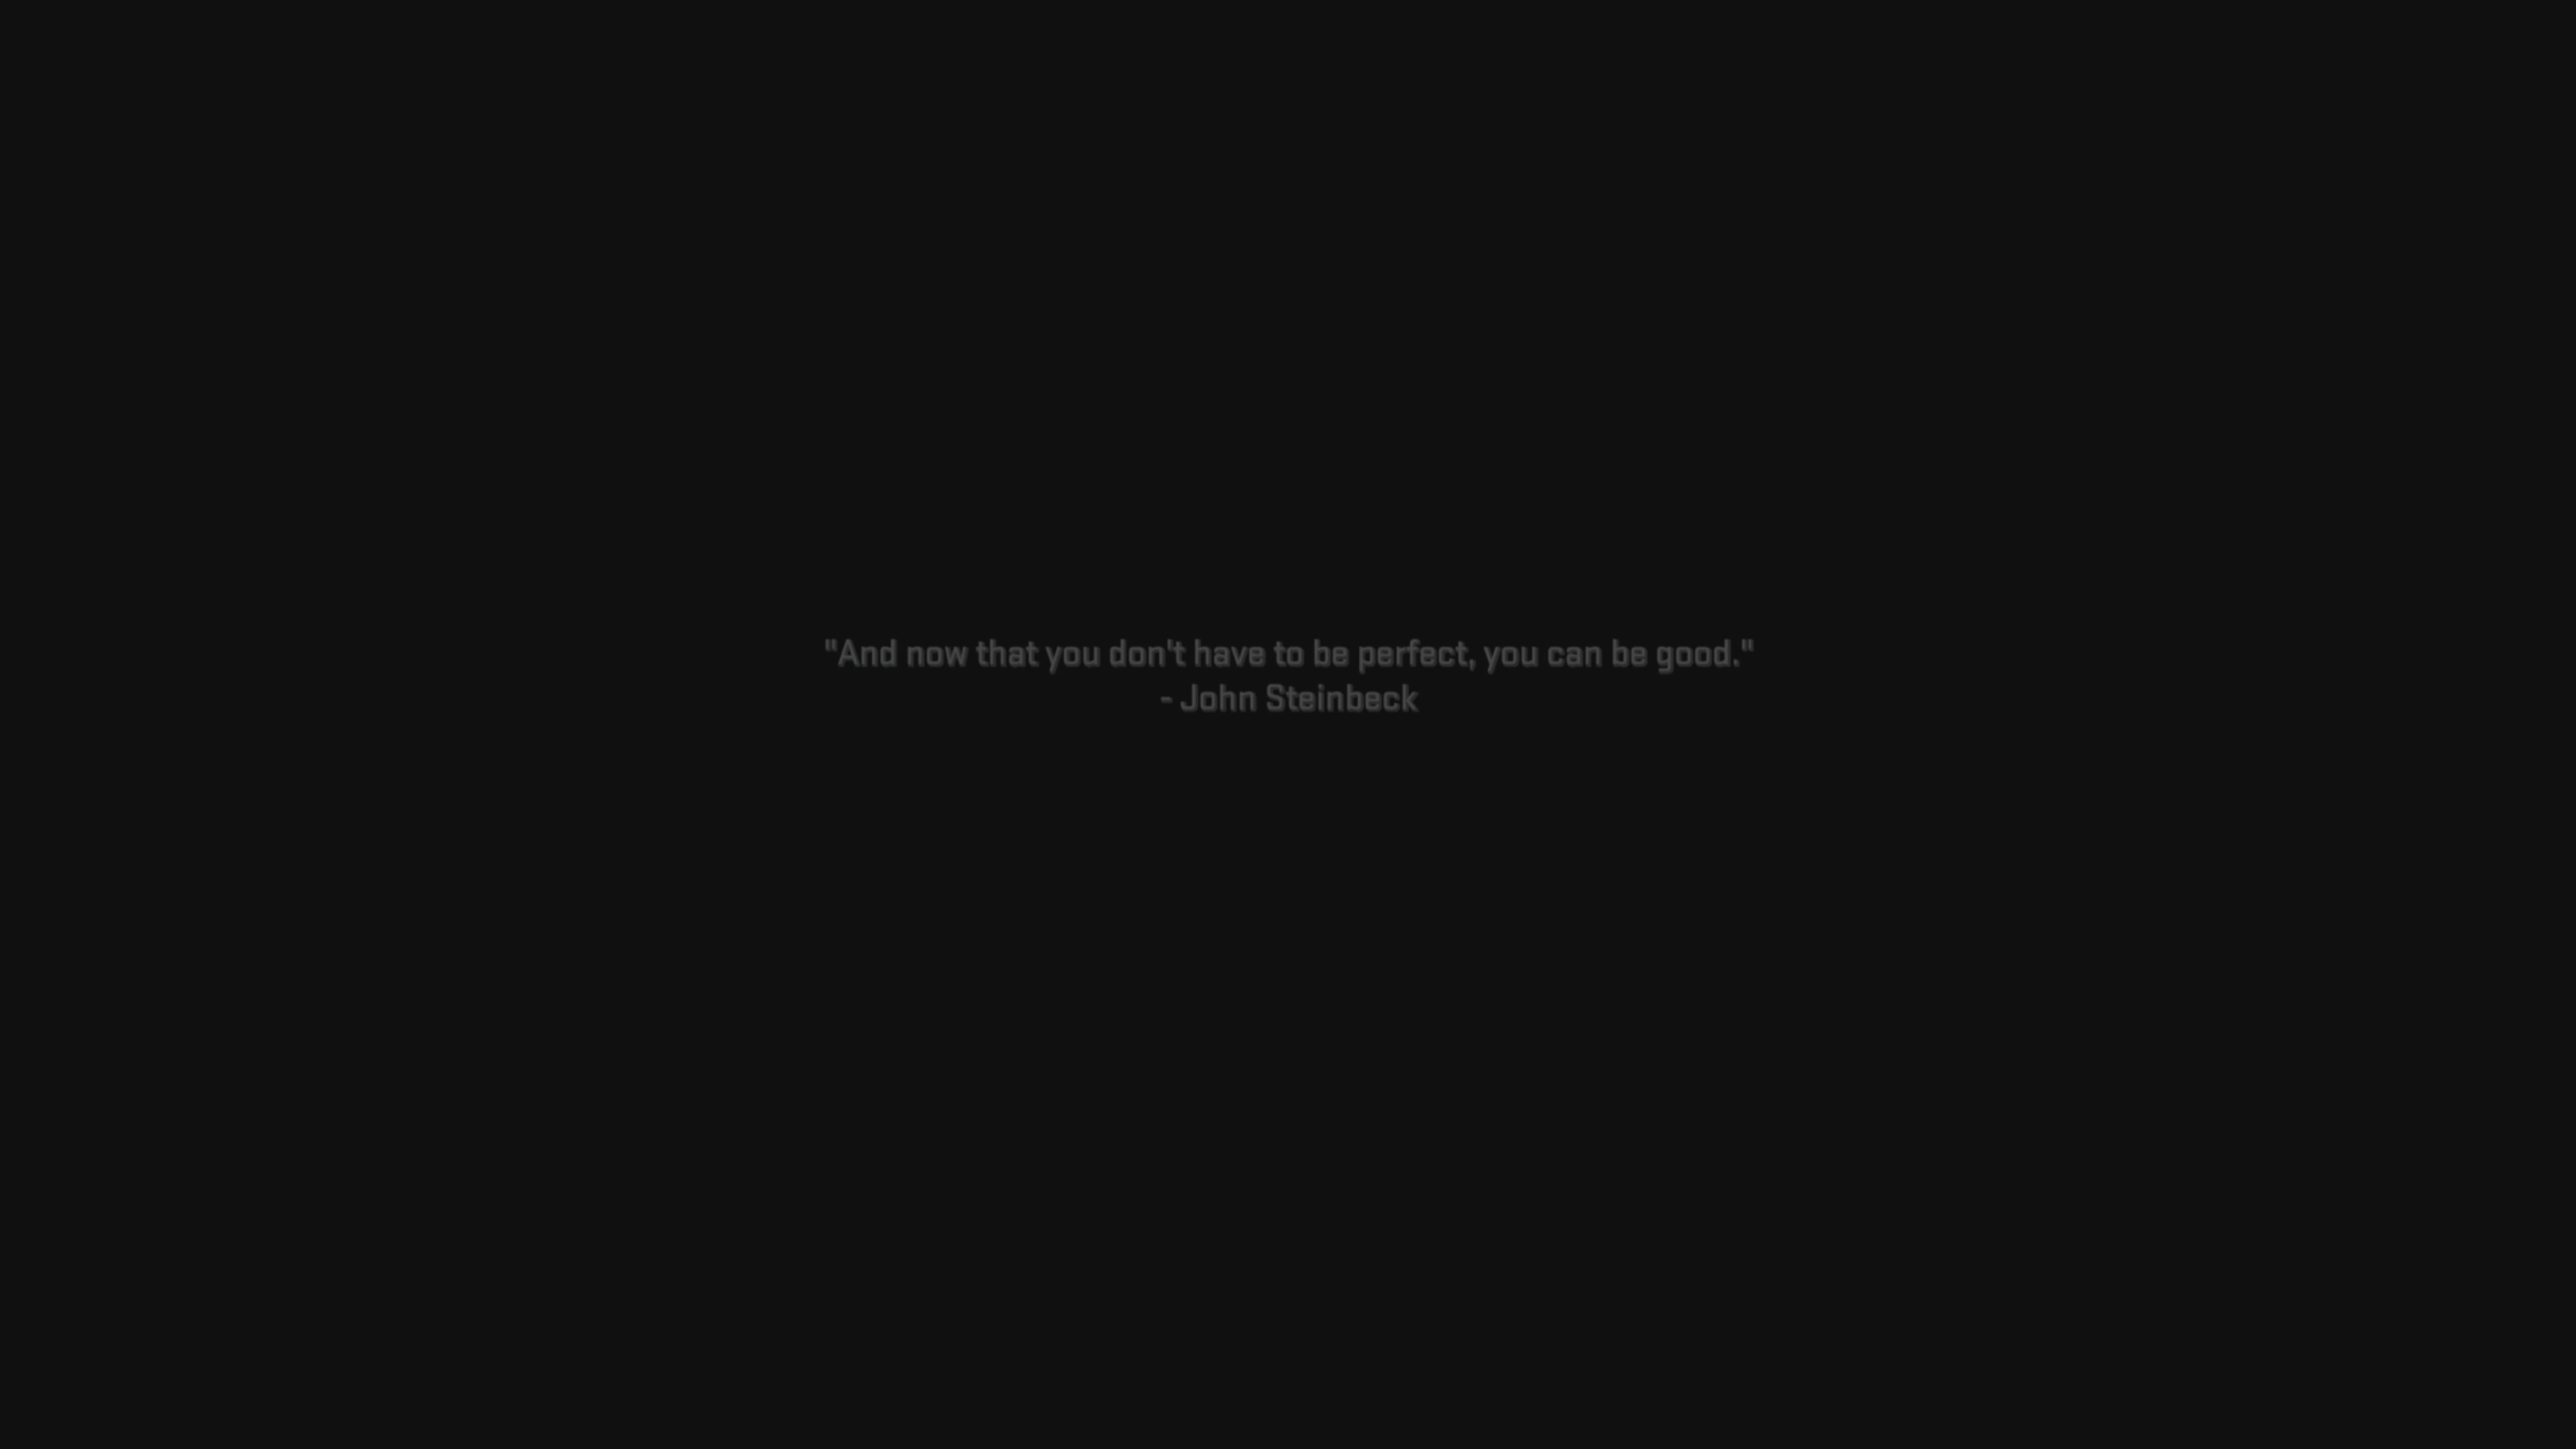 "And now that you don't have to be perfect, you can be good."
- John Steinbeck